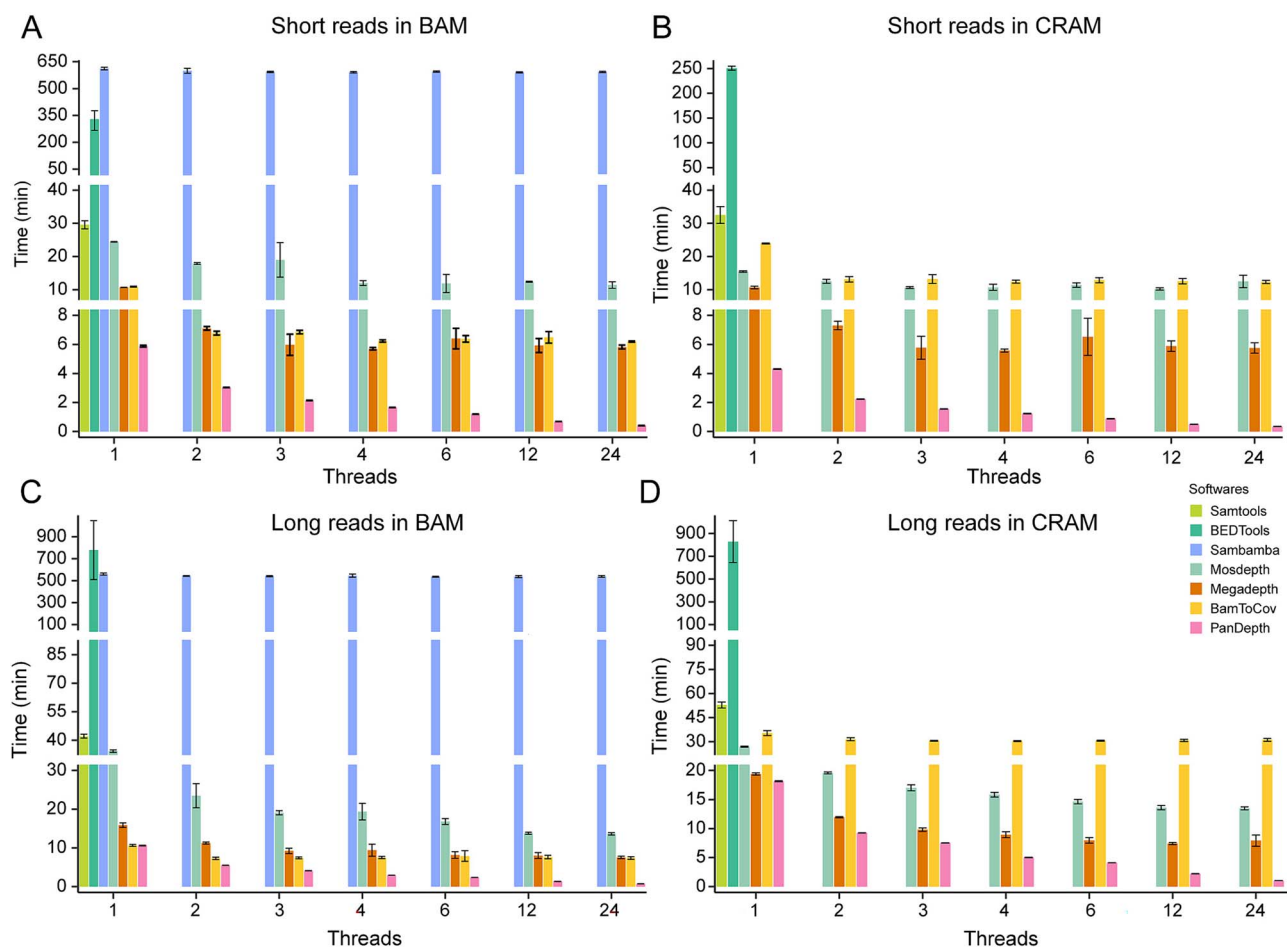 A
Short reads in BAM
650
500
350
200
50
40
30
20
10
8
6
4
2
0
Time (min)
1 2 3 4 6 12 24
Threads
B
Short reads in CRAM
250
200
250
100
50
40
30
20
10
8
6
4
2
0
Time (min)
1 2 3 4 6 12 24
Threads
C
Long reads in BAM
900
700
500
300
100
85
70
55
40
30
20
10
0
Time (min)
1 2 3 4 6 12 24
Threads
D
Long reads in CRAM
900
700
500
300
100
90
75
60
45
30
20
15
10
5
0
Time (min)
1 2 3 4 6 12 24
Threads
Softwares
Samtools
BEDTools
Sambamba
Mosdepth
Megadepth
BamToCov
PanDepth